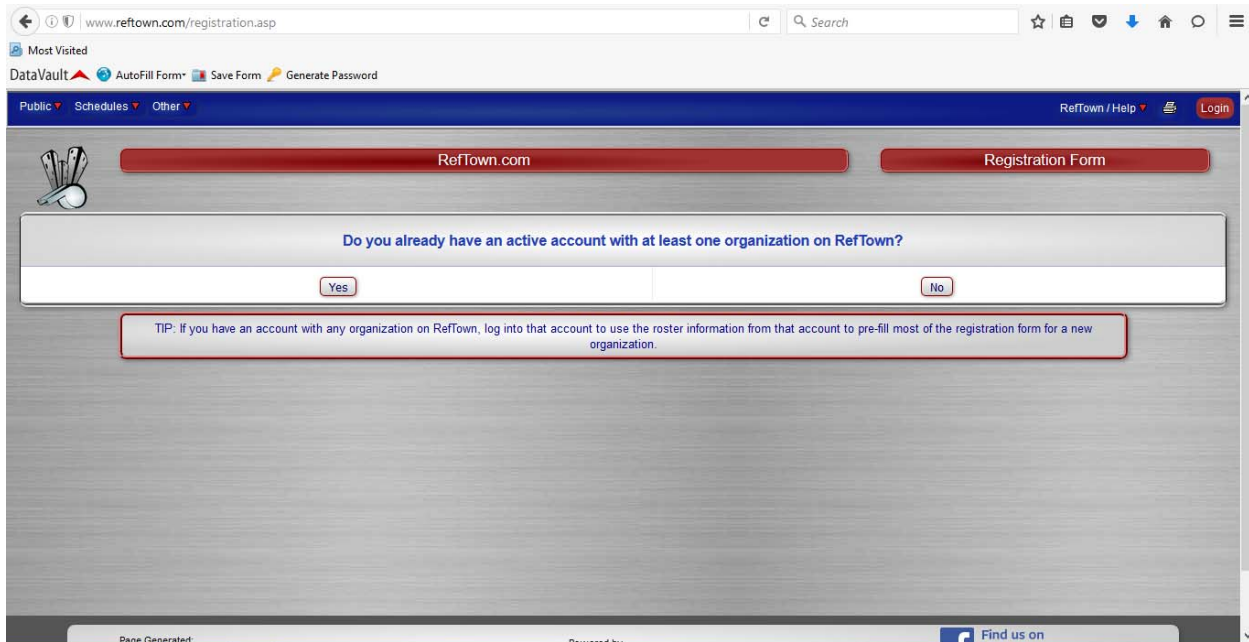 www.reftown.com/registration.asp
Search
Most Visited
DataVault AutoFill Form Save Form Generate Password
Public Schedules Other RefTown / Help Login
RefTown.com Registration Form
Do you already have an active account with at least one organization on RefTown?
Yes No
TIP: If you have an account with any organization on RefTown, log into that account to use the roster information from that account to pre-fill most of the registration form for a new
organization.
Page Generated: Powered by Find us on